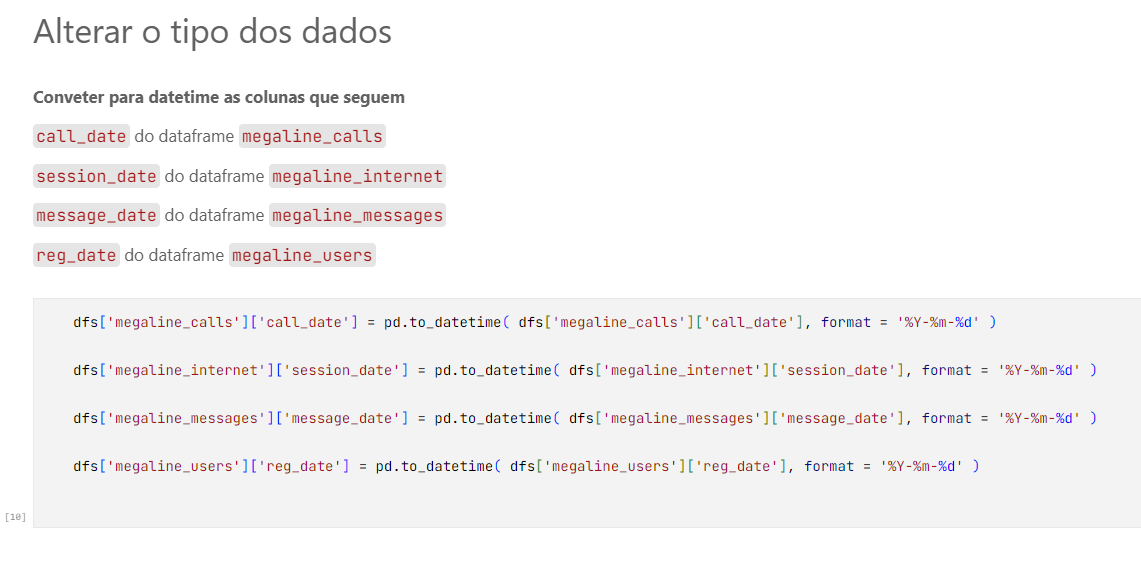 Alterar o tipo dos dados
Conveter para datetime as colunas que seguem
call_date do dataframe megaline_calls
session_date do dataframe megaline_internet
message_date do dataframe megaline_messages
reg_date do dataframe megaline_users
dfs['megaline_calls']['call_date'] = pd.to_datetime( dfs['megaline_calls']['call_date'], format = '%Y-%m-%d' )
dfs['megaline_internet']['session_date'] = pd.to_datetime( dfs['megaline_internet']['session_date'], format = '%Y-%m-%d' )
dfs['megaline_messages']['message_date'] = pd.to_datetime( dfs['megaline_messages']['message_date'], format = '%Y-%m-%d' )
dfs['megaline_users']['reg_date'] = pd.to_datetime( dfs['megaline_users']['reg_date'], format = '%Y-%m-%d' )
[10]